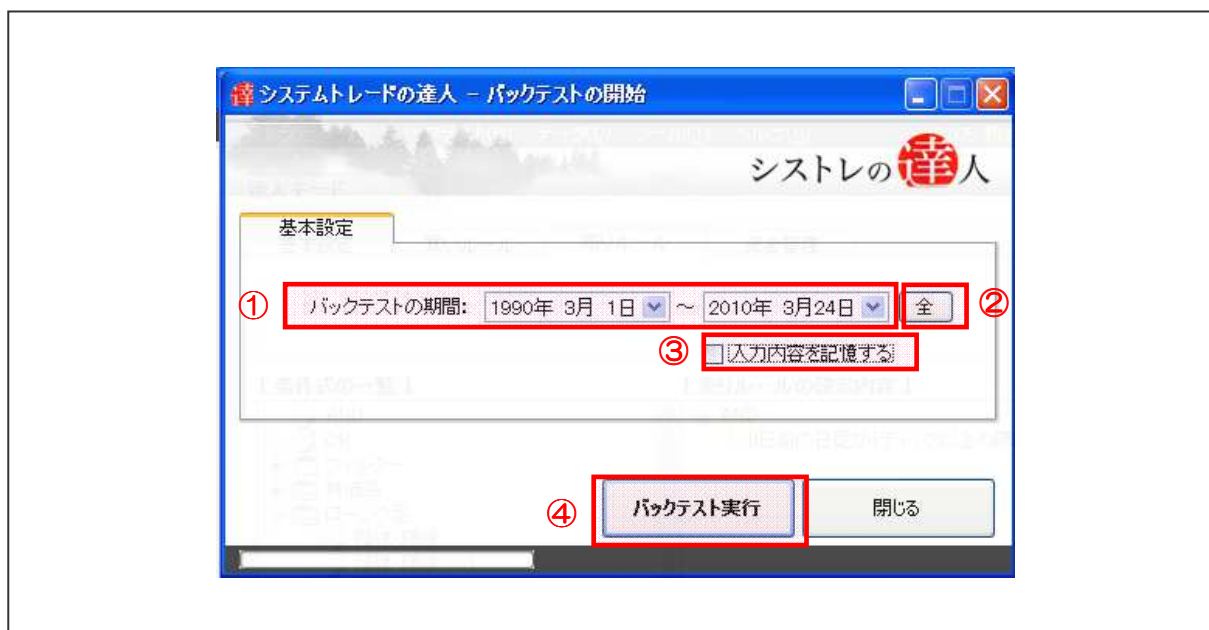 システムトレードの達人 - バックテストの開始
シストレの達人
基本設定
① バックテストの期間: 1990年 3月 1日 ～ 2010年 3月24日 全 ②
③ 入力内容を記憶する
④ バックテスト実行 閉じる